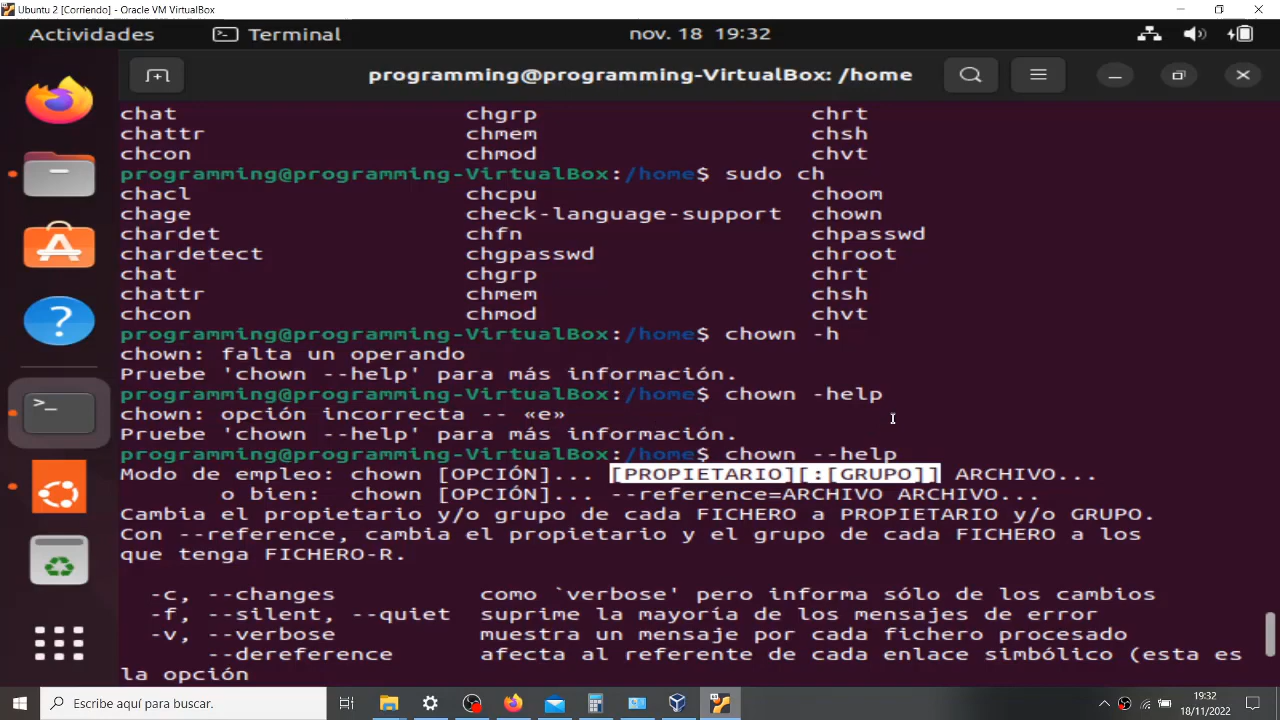 Ubuntu 2 [Corriendo] - Oracle VM VirtualBox
Actividades Terminal nov. 18 19:32
programming@programming-VirtualBox: /home
chat chgrp chrt
chattr chmem chsh
chcon chmod chvt
programming@programming-VirtualBox:/home$ sudo ch
chacl chcpu choom
chage check-language-support chown
chardet chfn chpasswd
chardetect chgpasswd chroot
chat chgrp chrt
chattr chmem chsh
chcon chmod chvt
programming@programming-VirtualBox:/home$ chown -h
chown: falta un operando
Pruebe 'chown --help' para más información.
programming@programming-VirtualBox:/home$ chown -help
chown: opción incorrecta -- «e»
Pruebe 'chown --help' para más información.
programming@programming-VirtualBox:/home$ chown --help
Modo de empleo: chown [OPCIÓN]... [PROPIETARIO][:[GRUPO]] ARCHIVO...
o bien: chown [OPCIÓN]... --reference=ARCHIVO ARCHIVO...
Cambia el propietario y/o grupo de cada FICHERO a PROPIETARIO y/o GRUPO.
Con --reference, cambia el propietario y el grupo de cada FICHERO a los
que tenga FICHERO-R.
-c, --changes como `verbose' pero informa sólo de los cambios
-f, --silent, --quiet suprime la mayoría de los mensajes de error
-v, --verbose muestra un mensaje por cada fichero procesado
--dereference afecta al referente de cada enlace simbólico (esta es
la opción
Escribe aquí para buscar.
19:32
18/11/2022